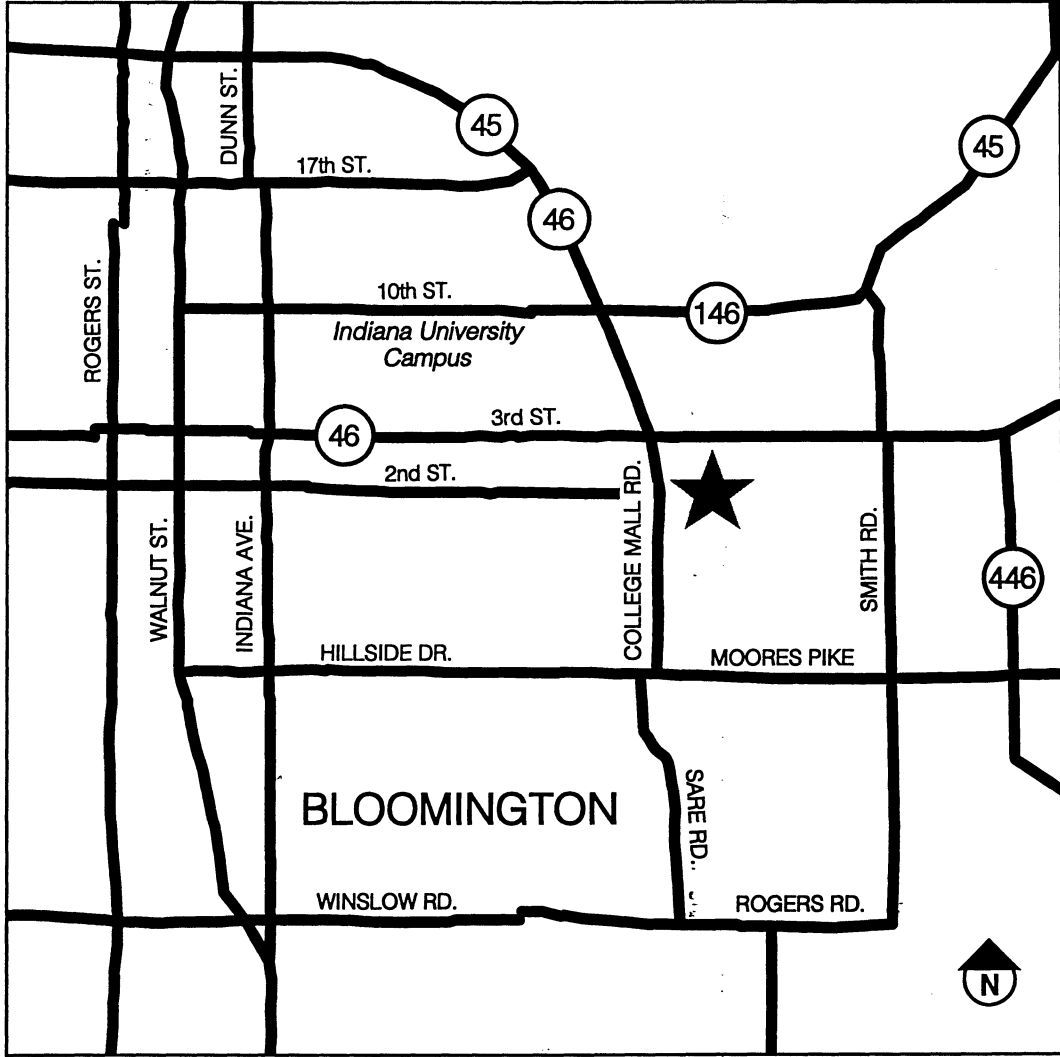 DUNN ST.
45
45
17th ST.
46
ROGERS ST.
10th ST.
146
Indiana University
Campus
3rd ST.
46
2nd ST.
COLLEGE MALL RD.
WALNUT ST.
INDIANA AVE.
SMITH RD.
446
HILLSIDE DR.
MOORES PIKE
BLOOMINGTON
SARE RD.
WINSLOW RD.
ROGERS RD.
N